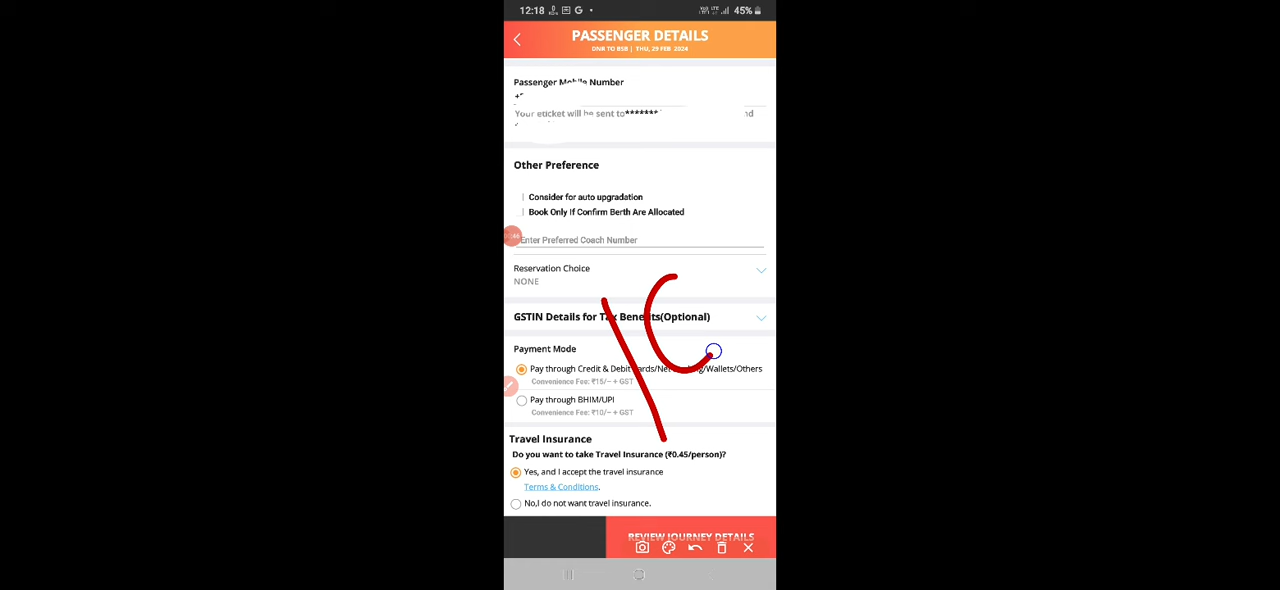 12:18 G 45%
PASSENGER DETAILS
DNR TO BSB | THU, 29 FEB 2024
Passenger Mobile Number
Your eticket will be sent to*******
Other Preference
Consider for auto upgradation
Book Only If Confirm Berth Are Allocated
Enter Preferred Coach Number
Reservation Choice
NONE
GSTIN Details for Tax Benefits(Optional)
Payment Mode
Pay through Credit & Debit Cards/Net Banking/Wallets/Others
Convenience Fee: ₹15/- + GST
Pay through BHIM/UPI
Convenience Fee: ₹10/- + GST
Travel Insurance
Do you want to take Travel Insurance (₹0.45/person)?
Yes, and I accept the travel insurance
Terms & Conditions.
No,I do not want travel insurance.
REVIEW JOURNEY DETAILS